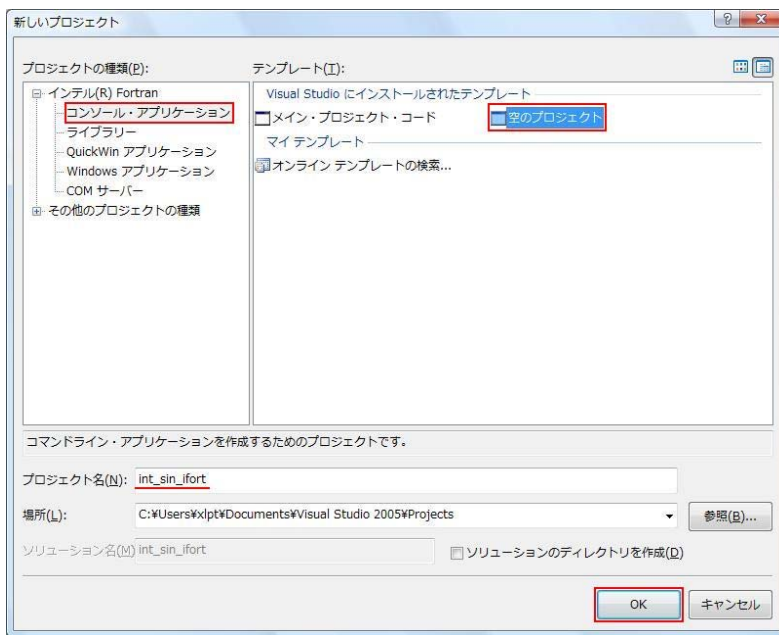 新しいプロジェクト
プロジェクトの種類(P):
インテル(R) Fortran
コンソール・アプリケーション
ライブラリー
QuickWin アプリケーション
Windows アプリケーション
COM サーバー
その他のプロジェクトの種類
テンプレート(T):
Visual Studio にインストールされたテンプレート
メイン・プロジェクト・コード 空のプロジェクト
マイ テンプレート
オンライン テンプレートの検索...
コマンドライン・アプリケーションを作成するためのプロジェクトです。
プロジェクト名(N): int_sin_ifort
場所(L): C:¥Users¥xlpt¥Documents¥Visual Studio 2005¥Projects 参照(B)...
ソリューション名(M) int_sin_ifort ソリューションのディレクトリを作成(D)
OK キャンセル